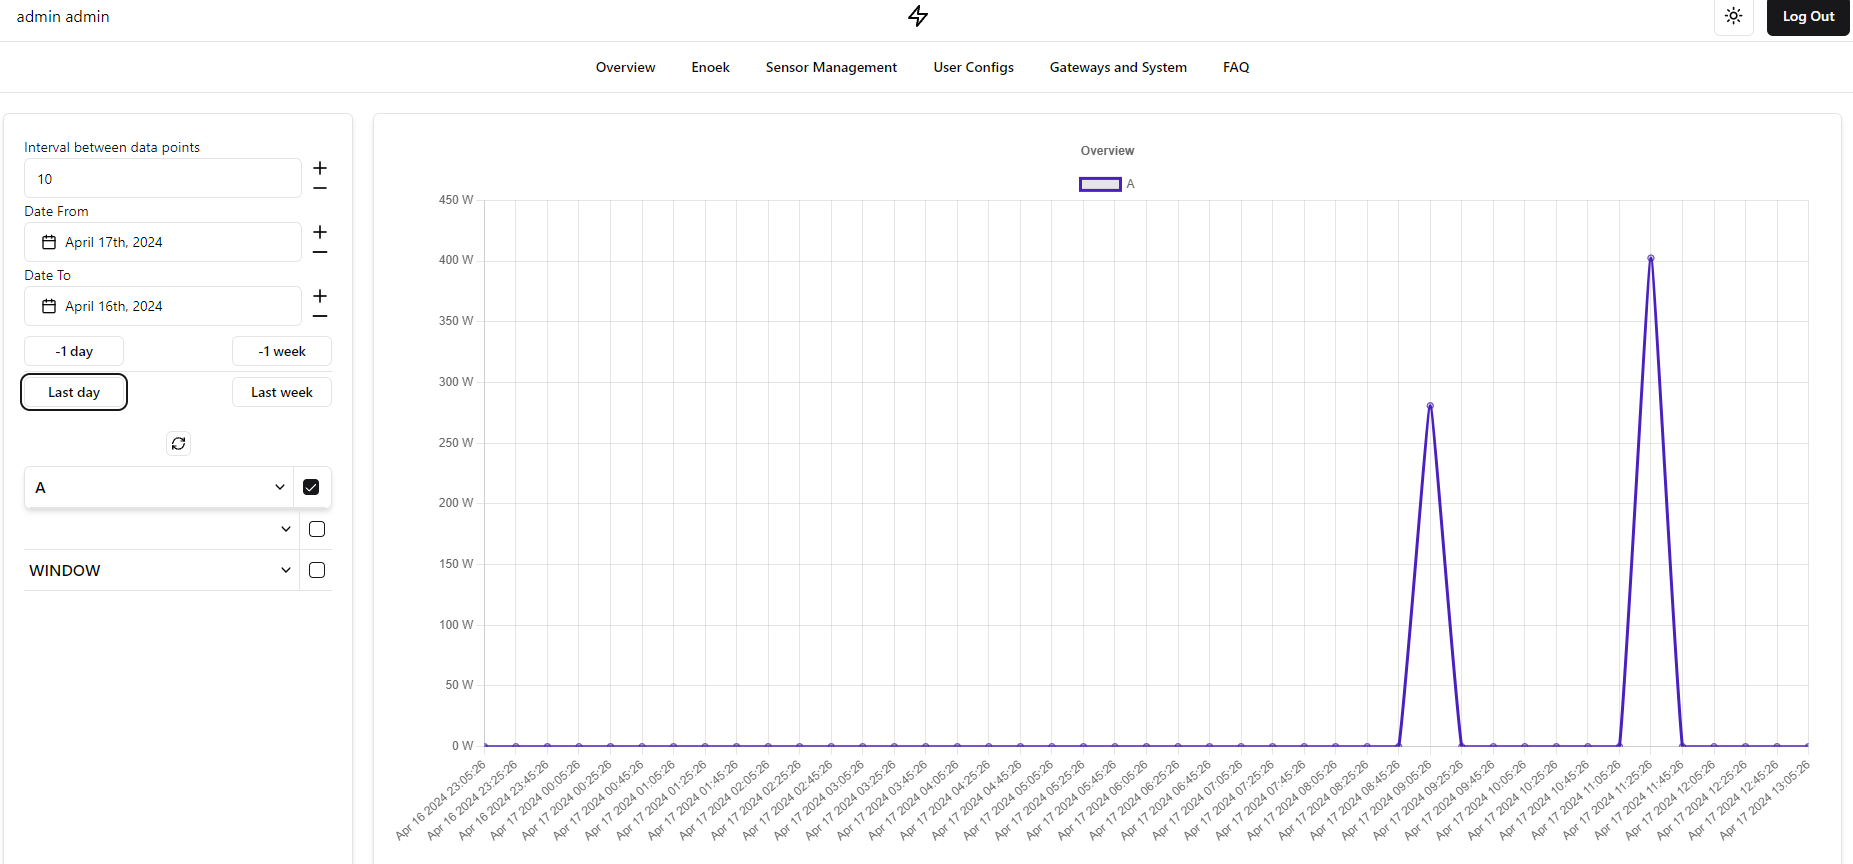 admin admin
Log Out
Overview Enoek Sensor Management User Configs Gateways and System FAQ
Interval between data points
10
Date From
April 17th, 2024
Date To
April 16th, 2024
-1 day -1 week
Last day Last week
A
WINDOW
Overview
A
450 W
400 W
350 W
300 W
250 W
200 W
150 W
100 W
50 W
0 W
Apr 16 2024 23:05:26
Apr 16 2024 23:25:26
Apr 16 2024 23:45:26
Apr 17 2024 00:05:26
Apr 17 2024 00:25:26
Apr 17 2024 00:45:26
Apr 17 2024 01:05:26
Apr 17 2024 01:25:26
Apr 17 2024 01:45:26
Apr 17 2024 02:05:26
Apr 17 2024 02:25:26
Apr 17 2024 02:45:26
Apr 17 2024 03:05:26
Apr 17 2024 03:25:26
Apr 17 2024 03:45:26
Apr 17 2024 04:05:26
Apr 17 2024 04:25:26
Apr 17 2024 04:45:26
Apr 17 2024 05:05:26
Apr 17 2024 05:25:26
Apr 17 2024 05:45:26
Apr 17 2024 06:05:26
Apr 17 2024 06:25:26
Apr 17 2024 06:45:26
Apr 17 2024 07:05:26
Apr 17 2024 07:25:26
Apr 17 2024 07:45:26
Apr 17 2024 08:05:26
Apr 17 2024 08:25:26
Apr 17 2024 08:45:26
Apr 17 2024 09:05:26
Apr 17 2024 09:25:26
Apr 17 2024 09:45:26
Apr 17 2024 10:05:26
Apr 17 2024 10:25:26
Apr 17 2024 10:45:26
Apr 17 2024 11:05:26
Apr 17 2024 11:25:26
Apr 17 2024 11:45:26
Apr 17 2024 12:05:26
Apr 17 2024 12:25:26
Apr 17 2024 12:45:26
Apr 17 2024 13:05:26